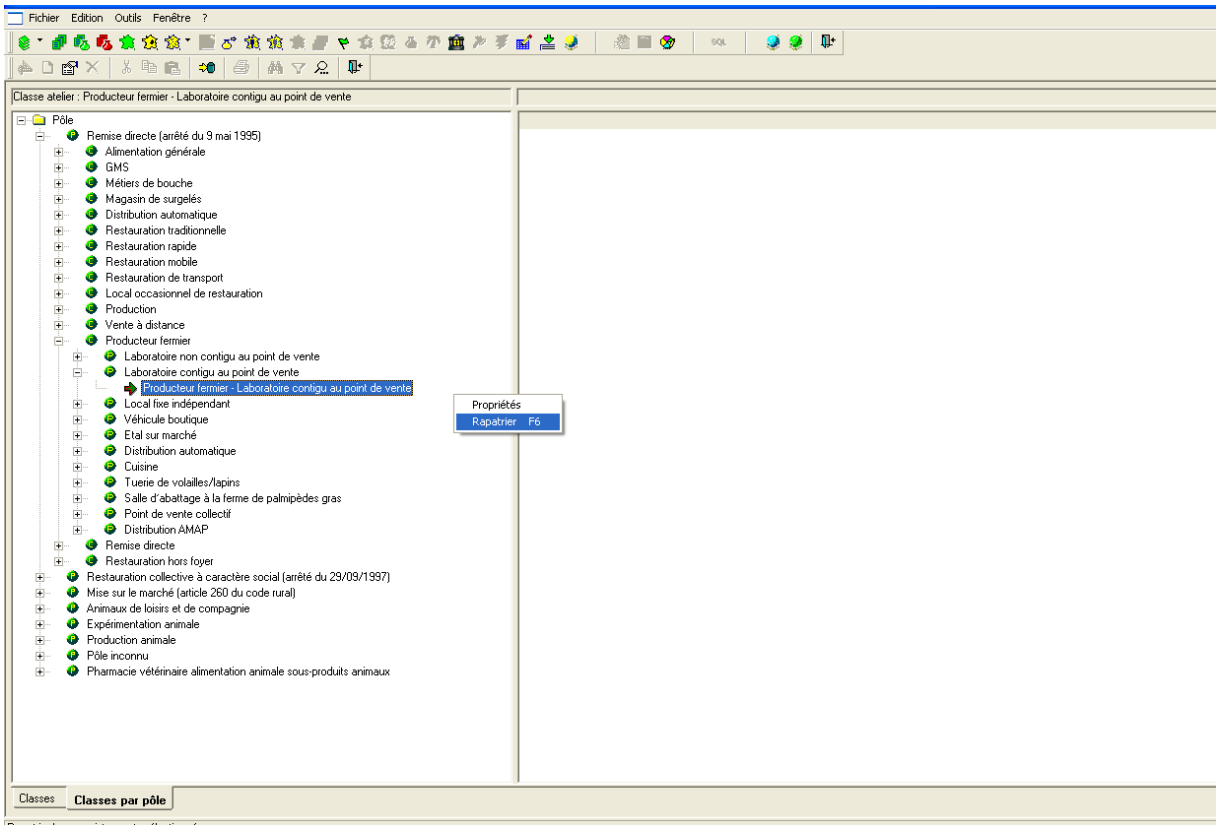 Fichier Edition Outils Fenêtre ?
SQL
Classe atelier : Producteur fermier - Laboratoire contigu au point de vente
Pôle
Remise directe (arrêté du 9 mai 1995)
Alimentation générale
GMS
Métiers de bouche
Magasin de surgelés
Distribution automatique
Restauration traditionnelle
Restauration rapide
Restauration mobile
Restauration de transport
Local occasionnel de restauration
Production
Vente à distance
Producteur fermier
Laboratoire non contigu au point de vente
Laboratoire contigu au point de vente
Producteur fermier - Laboratoire contigu au point de vente
Local fixe indépendant
Véhicule boutique
Etal sur marché
Distribution automatique
Cuisine
Tuerie de volailles/lapins
Salle d'abattage à la ferme de palmipèdes gras
Point de vente collectif
Distribution AMAP
Remise directe
Restauration hors foyer
Restauration collective à caractère social (arrêté du 29/09/1997)
Mise sur le marché (article 260 du code rural)
Animaux de loisirs et de compagnie
Expérimentation animale
Production animale
Pôle inconnu
Pharmacie vétérinaire alimentation animale sous-produits animaux
Propriétés
Rapatrier F6
Classes Classes par pôle